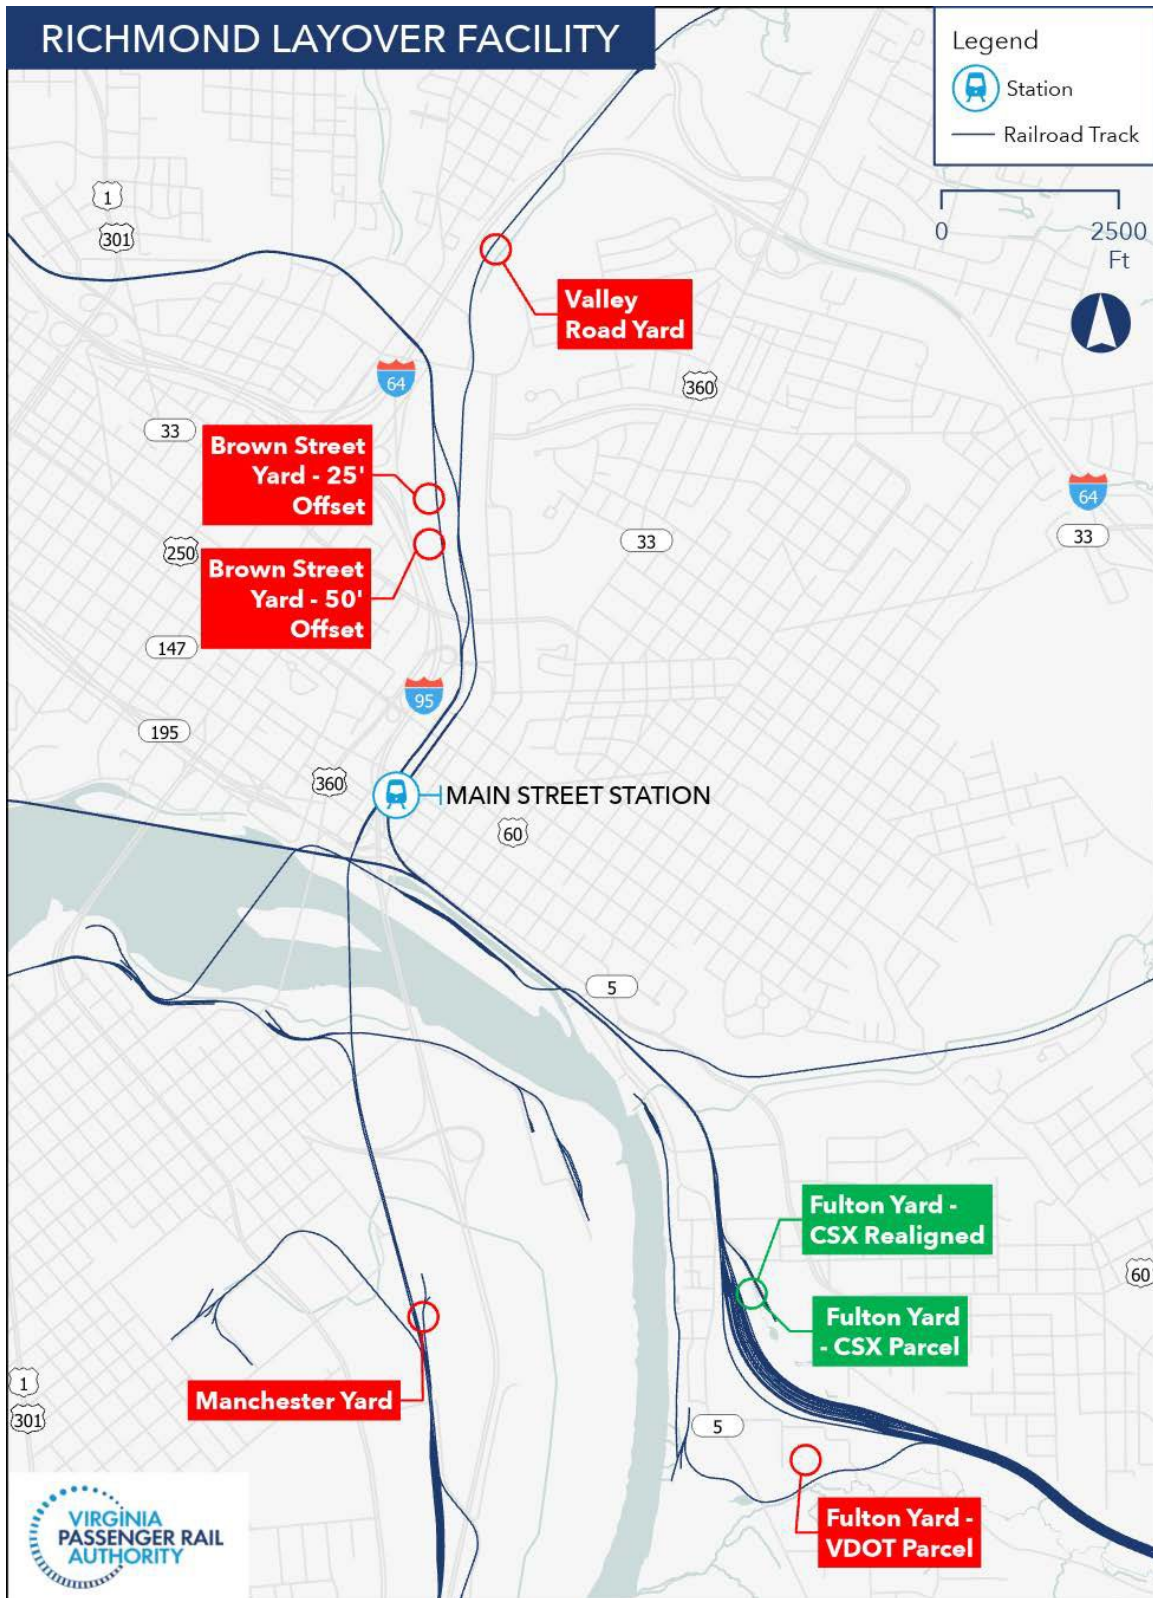 RICHMOND LAYOVER FACILITY
Legend
Station
Railroad Track
0
2500
Ft
1
301
Valley
Road Yard
64
360
33
Brown Street
Yard - 25'
Offset
64
33
33
250
Brown Street
Yard - 50'
Offset
147
95
195
360
MAIN STREET STATION
60
5
Fulton Yard -
CSX Realigned
60
Fulton Yard
- CSX Parcel
1
301
Manchester Yard
5
Fulton Yard -
VDOT Parcel
VIRGINIA
PASSENGER RAIL
AUTHORITY